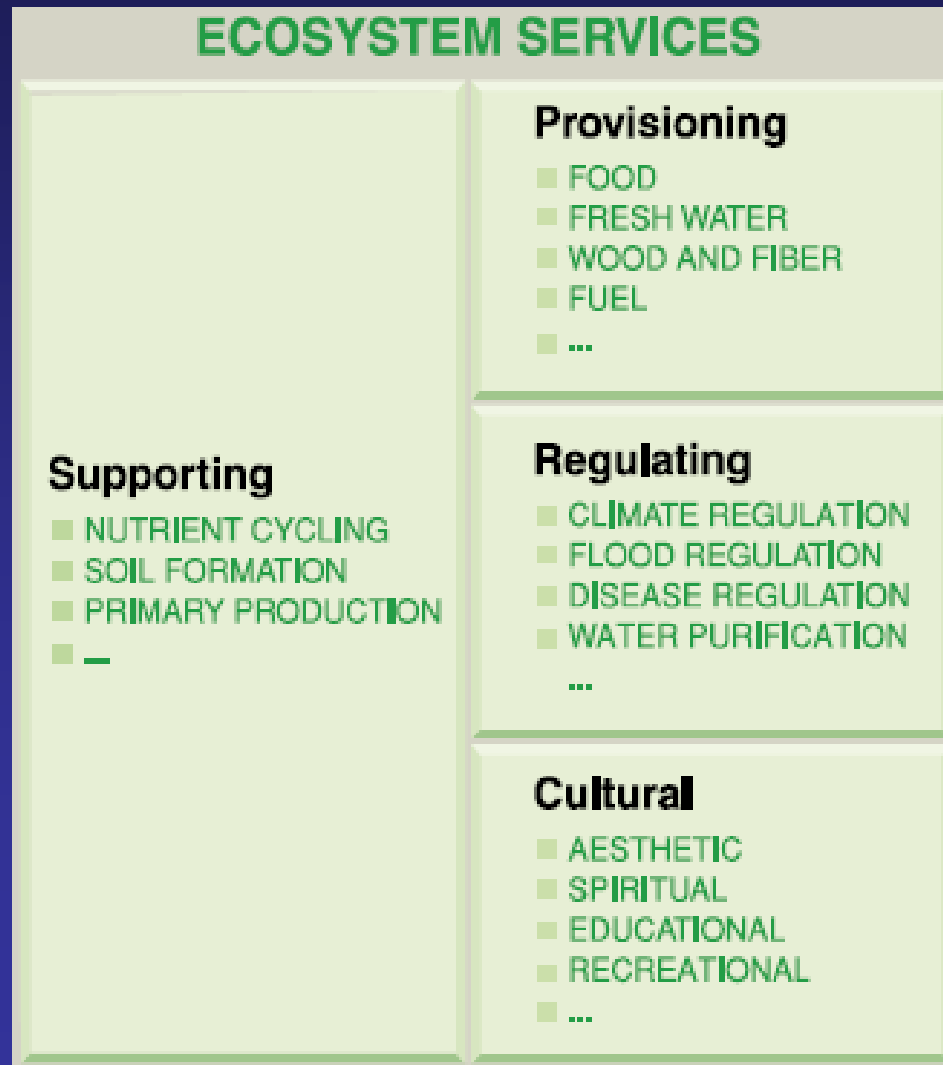 ECOSYSTEM SERVICES
Supporting
NUTRIENT CYCLING
SOIL FORMATION
PRIMARY PRODUCTION
...
Provisioning
FOOD
FRESH WATER
WOOD AND FIBER
FUEL
...
Regulating
CLIMATE REGULATION
FLOOD REGULATION
DISEASE REGULATION
WATER PURIFICATION
...
Cultural
AESTHETIC
SPIRITUAL
EDUCATIONAL
RECREATIONAL
...